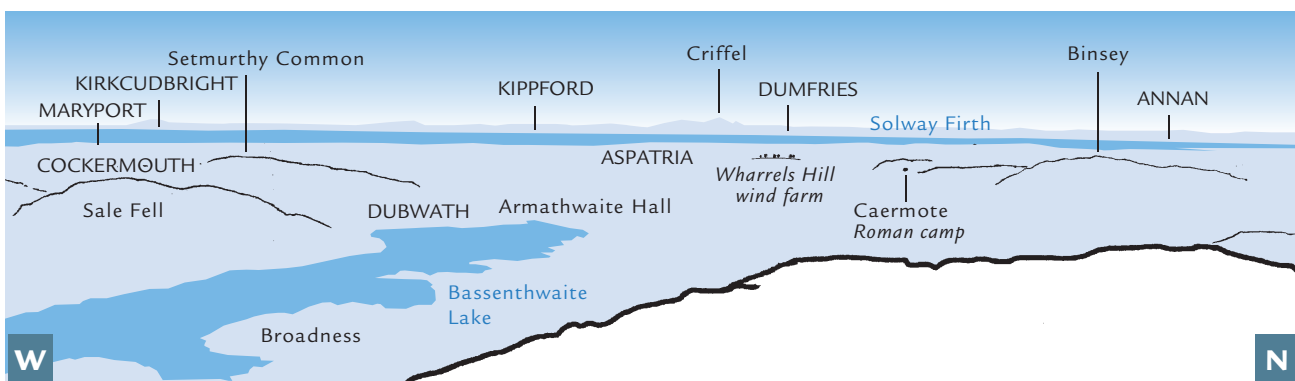 Setmurthy Common
Criffel
Binsey
KIRKCUDBRIGHT
KIPPFORD
DUMFRIES
ANNAN
MARYPORT
Solway Firth
COCKERMOUTH
ASPATRIA
Wharrels Hill
wind farm
Sale Fell
DUBWATH
Armathwaite Hall
Caermote
Roman camp
Bassenthwaite
Lake
Broadness
W
N